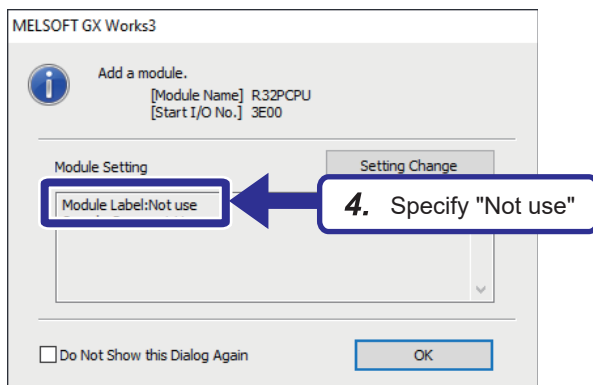 MELSOFT GX Works3
Add a module.
[Module Name] R32PCPU
[Start I/O No.] 3E00
Module Setting
Setting Change
Module Label:Not use
4. Specify "Not use"
Do Not Show this Dialog Again
OK